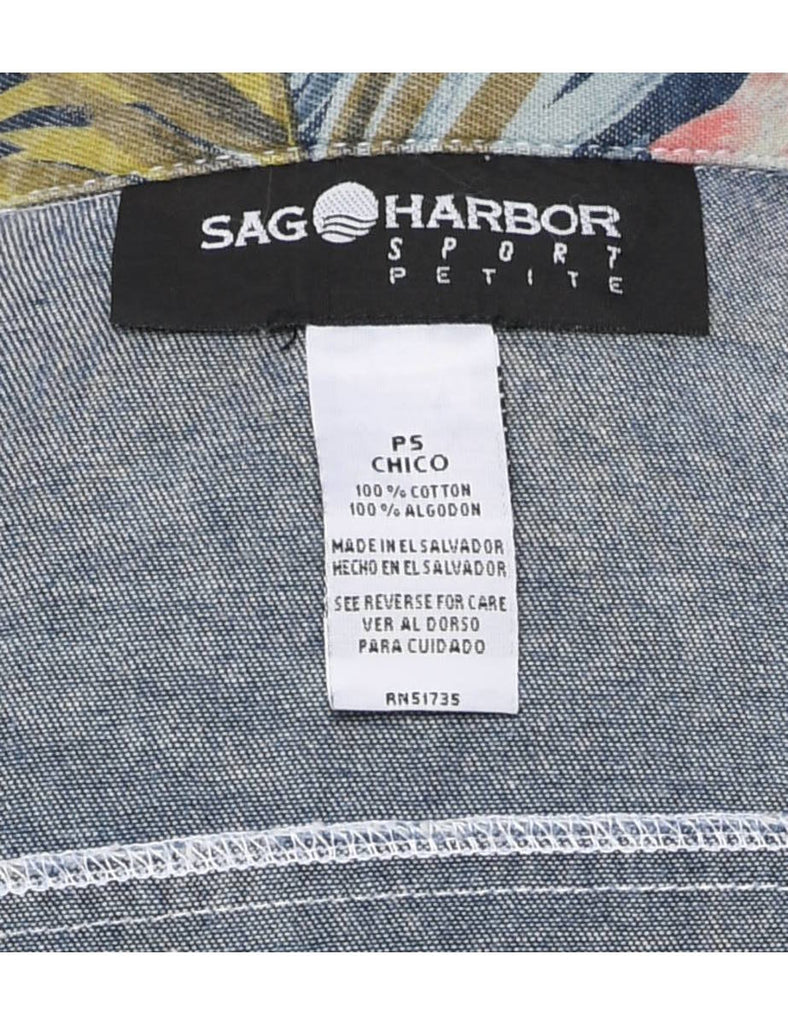 SAG HARBOR
SPORT
PETITE
PS
CHICO
100% COTTON
100% ALGODON
MADE IN EL SALVADOR
HECHO EN EL SALVADOR
SEE REVERSE FOR CARE
VER AL DORSO
PARA CUIDADO
RN51735